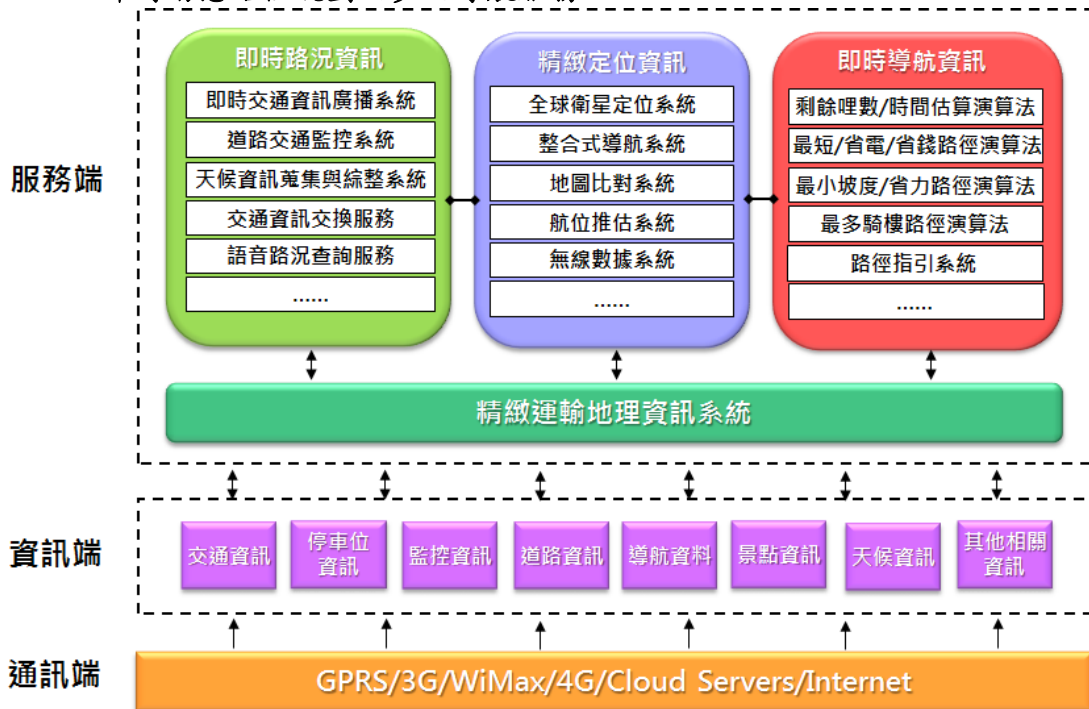 服務端
即時路況資訊
即時交通資訊廣播系統
道路交通監控系統
天候資訊蒐集與綜整系統
交通資訊交換服務
語音路況查詢服務
......
精緻定位資訊
全球衛星定位系統
整合式導航系統
地圖比對系統
航位推估系統
無線數據系統
......
即時導航資訊
剩餘哩數/時間估算演算法
最短/省電/省錢路徑演算法
最小坡度/省力路徑演算法
最多騎樓路徑演算法
路徑指引系統
......
精緻運輸地理資訊系統
資訊端
交通資訊
停車位
資訊
監控資訊
道路資訊
導航資料
景點資訊
天候資訊
其他相關
資訊
通訊端
GPRS/3G/WiMax/4G/Cloud Servers/Internet